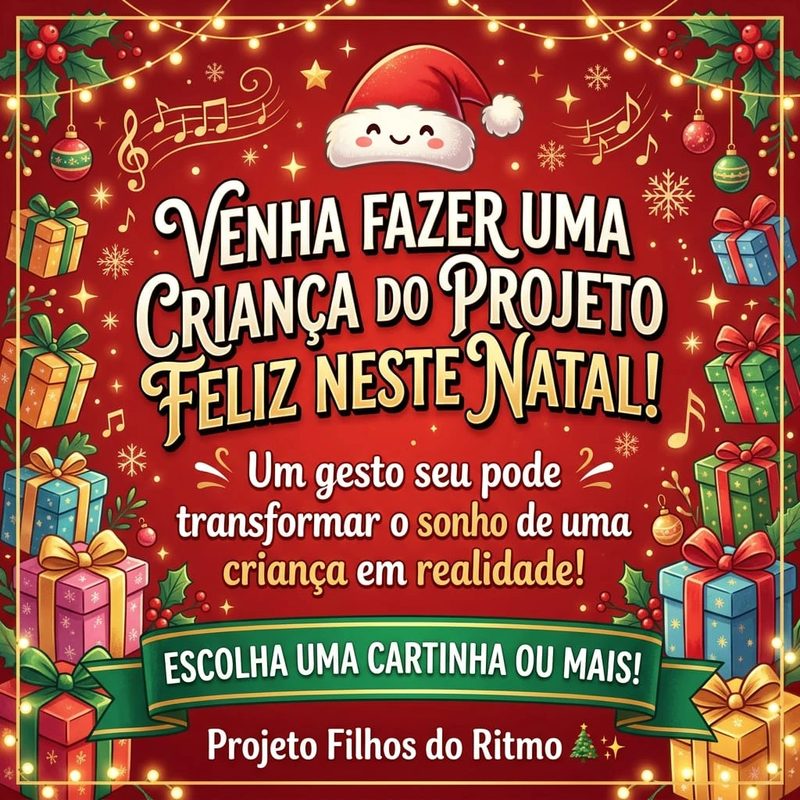 VENHA FAZER UMA
CRIANÇA DO PROJETO
FELIZ NESTE NATAL!
Um gesto seu pode
transformar o sonho de uma
criança em realidade!
ESCOLHA UMA CARTINHA OU MAIS!
Projeto Filhos do Ritmo 🎄✨